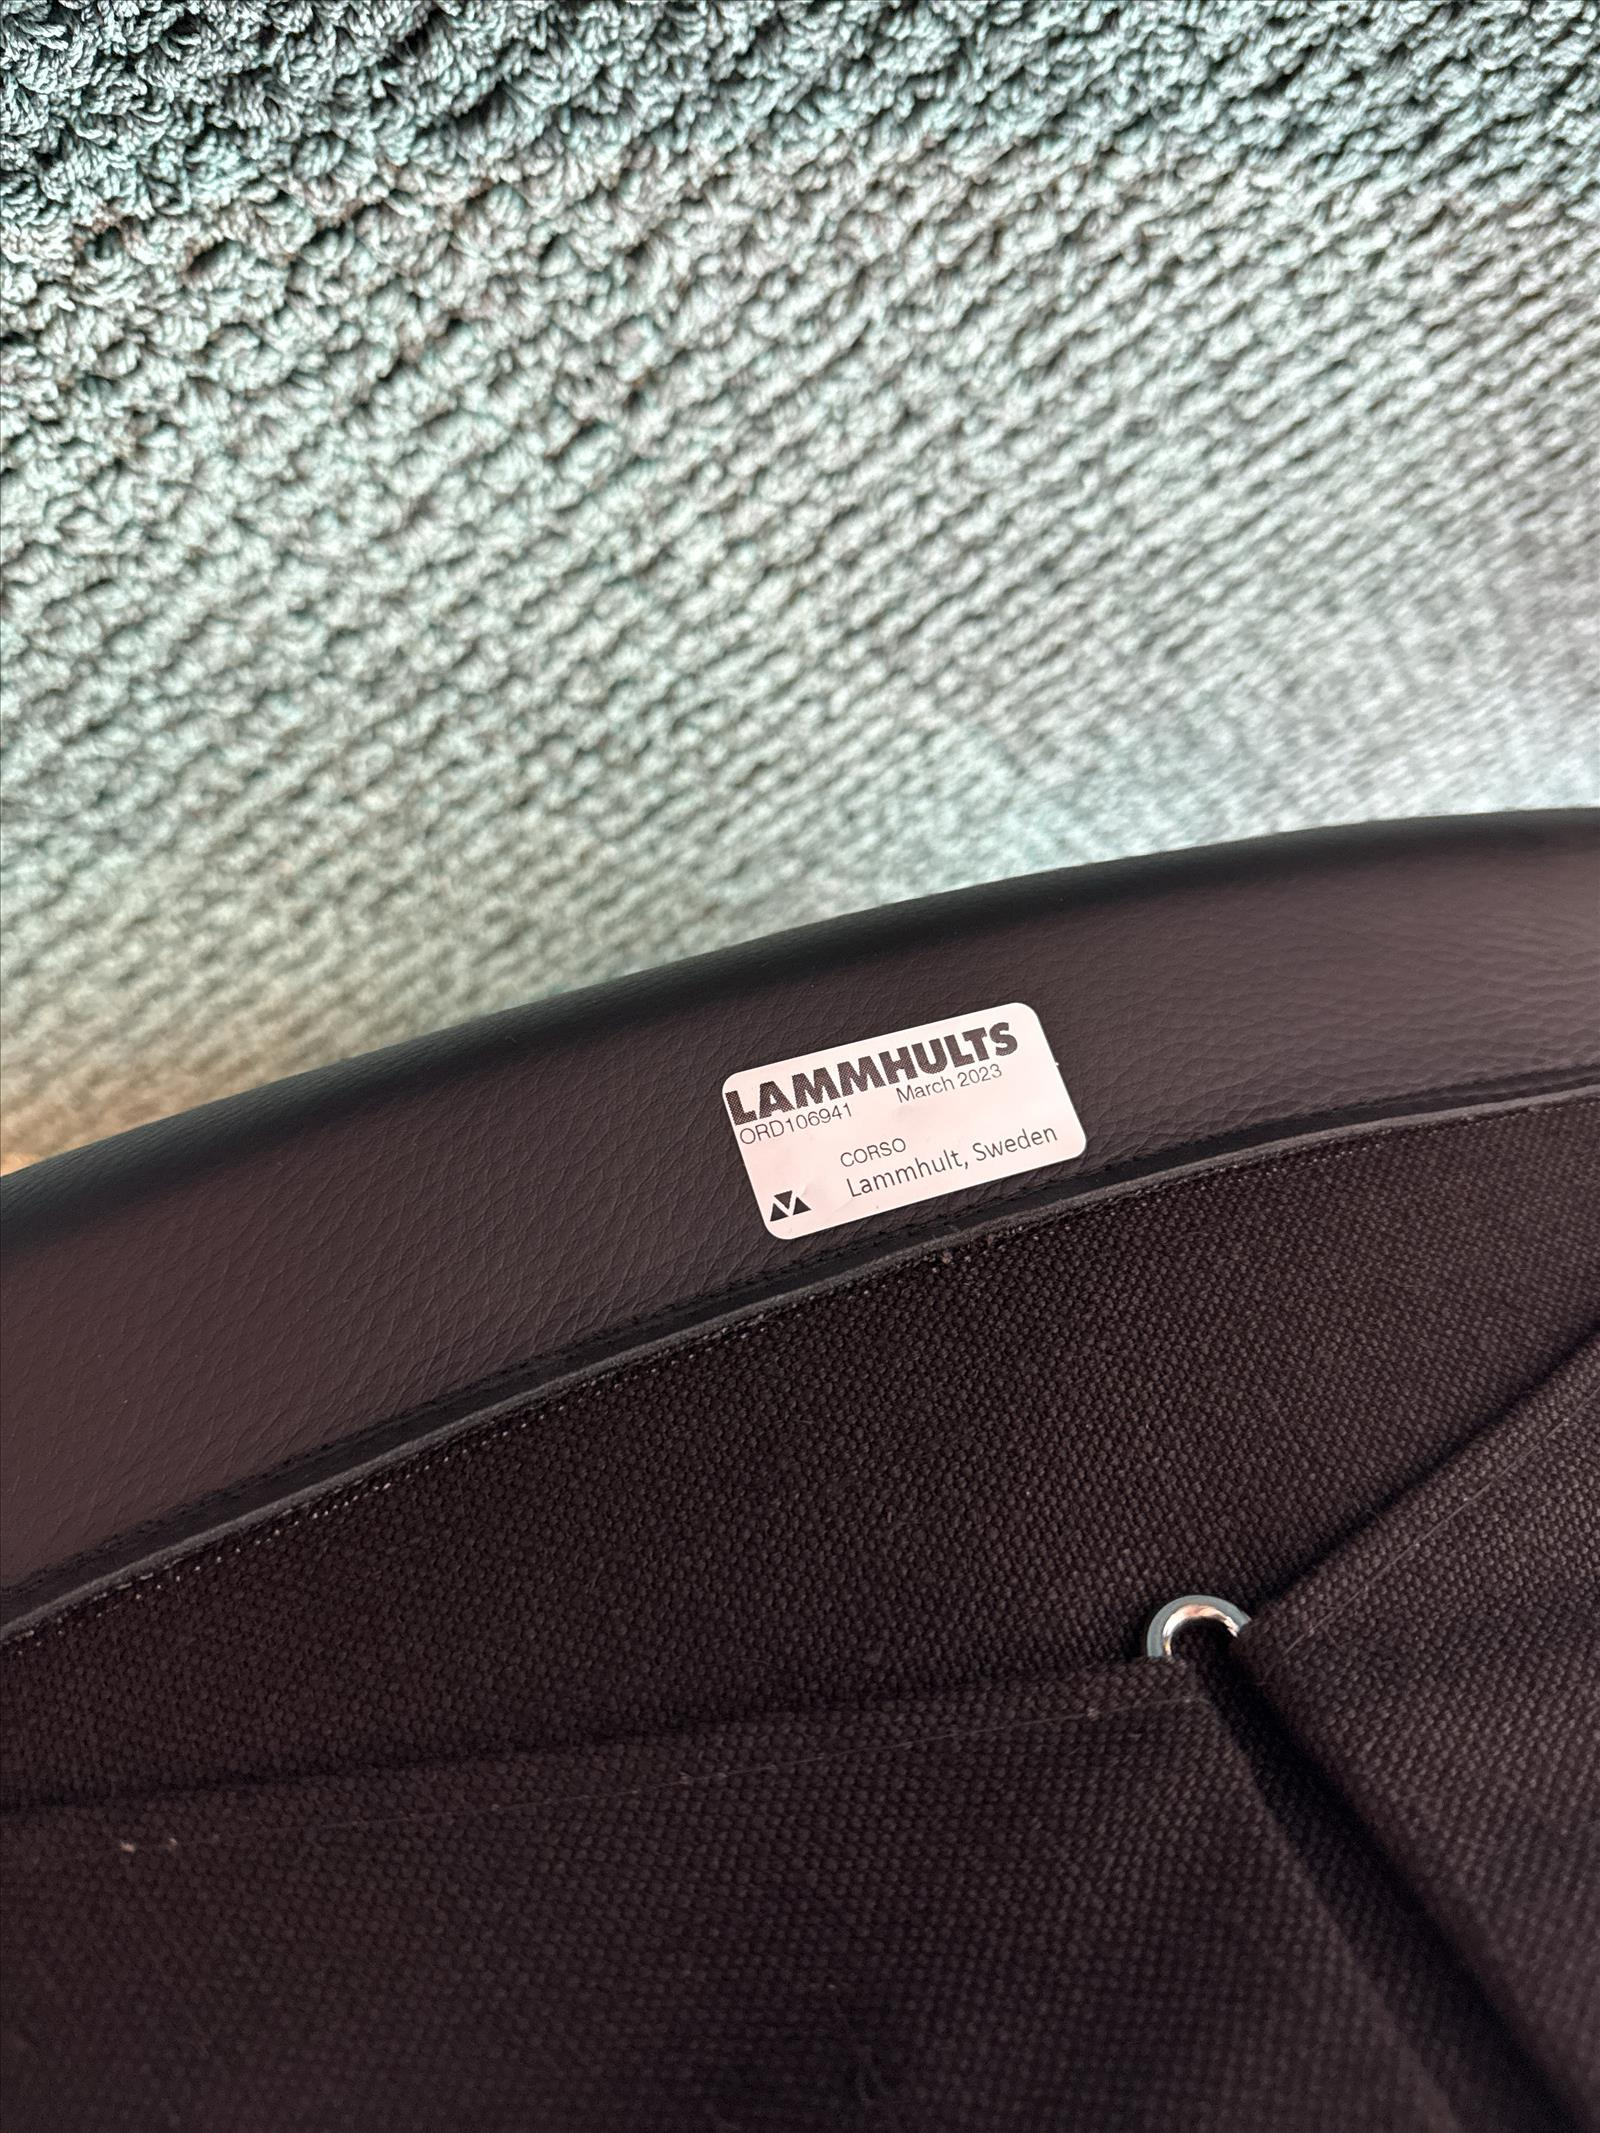 LAMMHULTS
ORD106941 March 2023
CORSO
Lammhult, Sweden